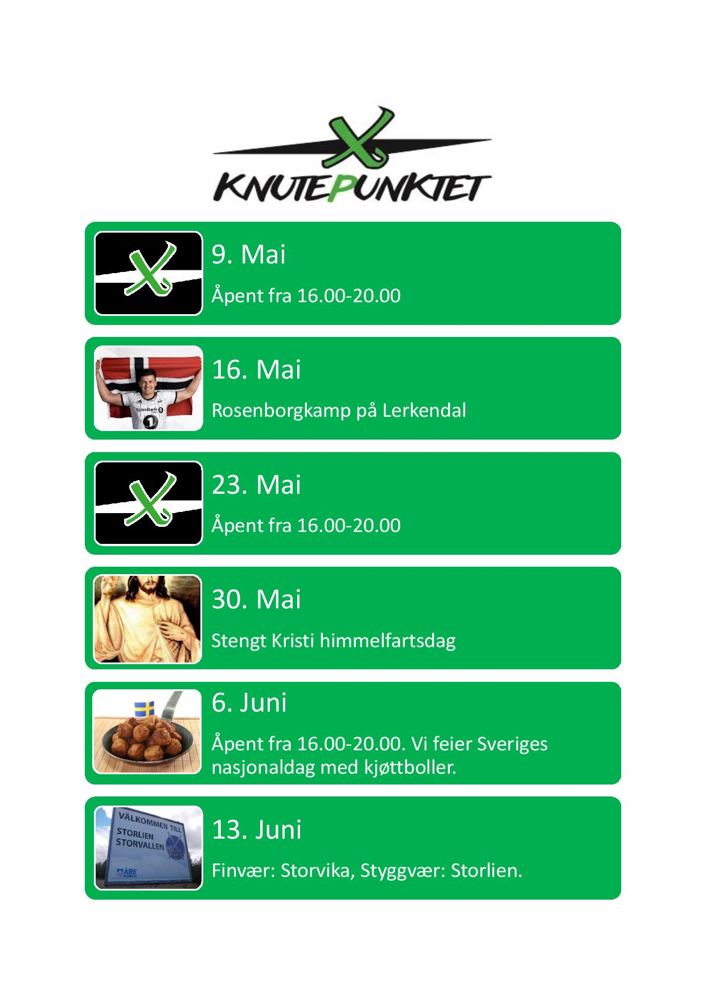 KNUTEPUNKTET
9. Mai
Åpent fra 16.00-20.00
16. Mai
SpareBank 1
1
Rosenborgkamp på Lerkendal
23. Mai
Åpent fra 16.00-20.00
30. Mai
Stengt Kristi himmelfartsdag
6. Juni
Åpent fra 16.00-20.00. Vi feier Sveriges
nasjonaldag med kjøttboller.
VÄLKOMMEN TILL
STORLIEN
STORVALLEN
ÅRE
13. Juni
Finvær: Storvika, Styggvær: Storlien.